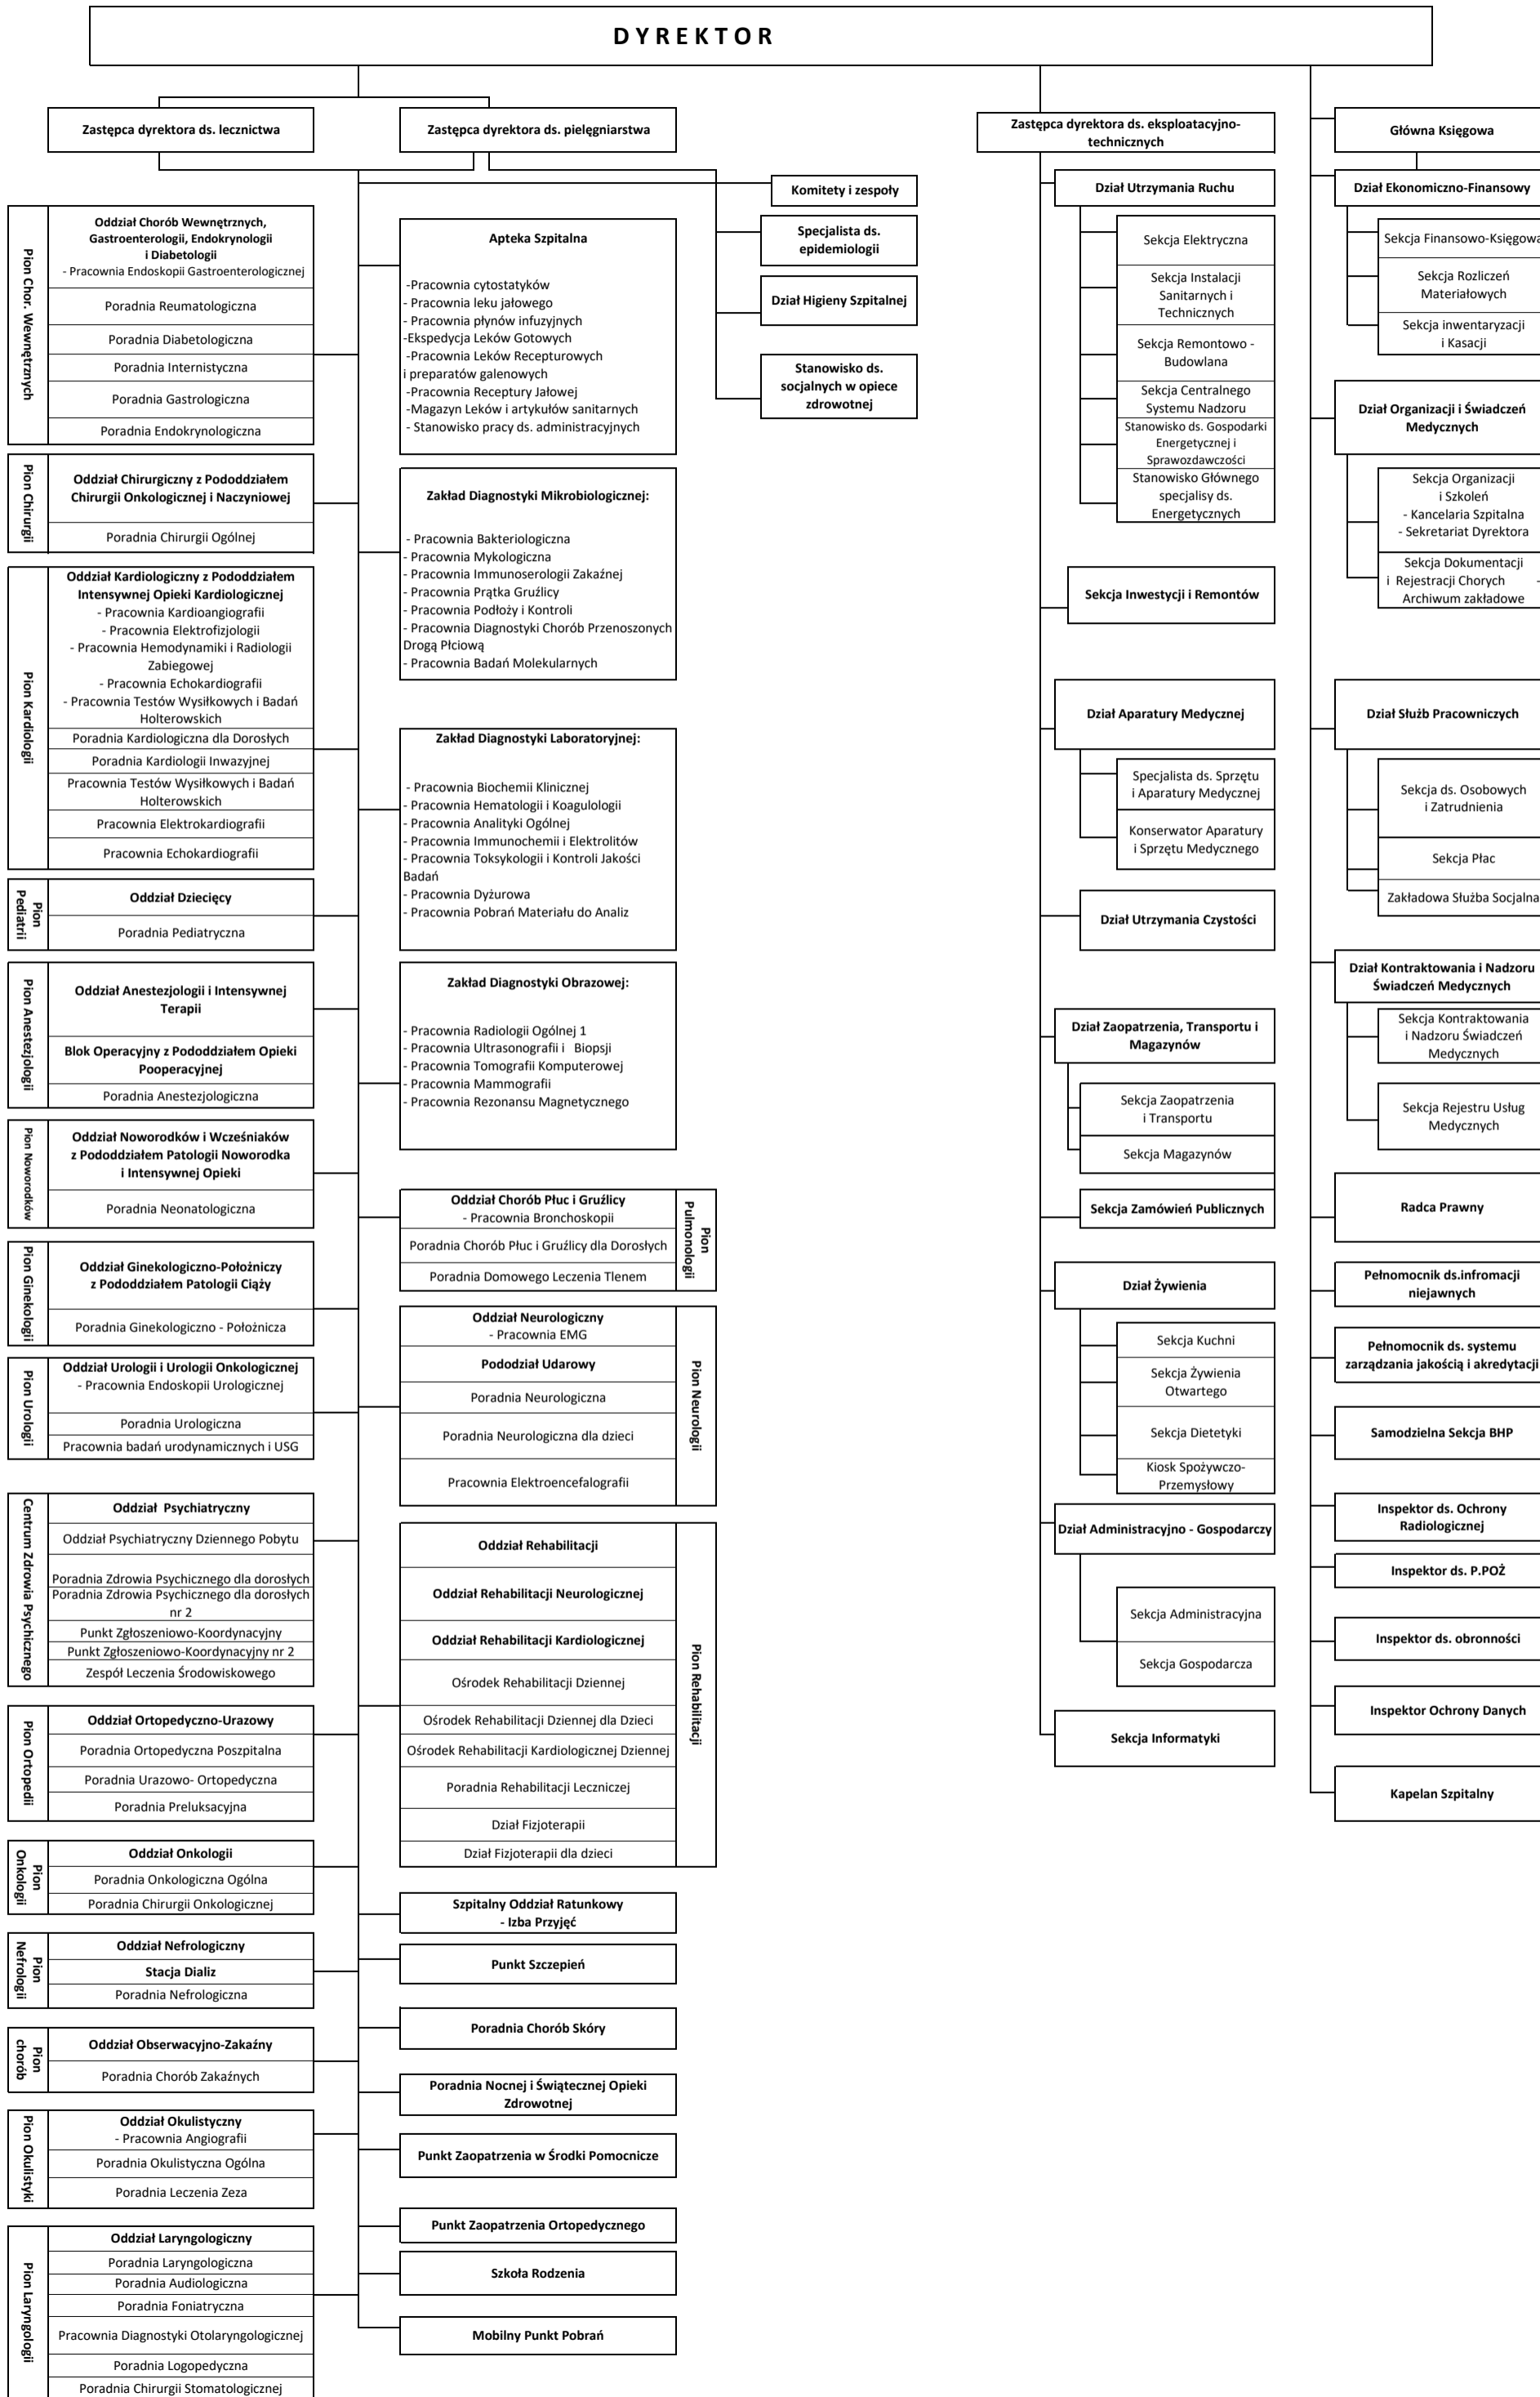 DYREKTOR
Zastępca dyrektora ds. lecznictwa
Zastępca dyrektora ds. pielęgniarstwa
Zastępca dyrektora ds. eksploatacyjno-
technicznych
Główna Księgowa
Pion Chor. Wewnętrznych
Oddział Chorób Wewnętrznych,
Gastroenterologii, Endokrynologii
i Diabetologii
- Pracownia Endoskopii Gastroenterologicznej
Poradnia Reumatologiczna
Poradnia Diabetologiczna
Poradnia Internistyczna
Poradnia Gastrologiczna
Poradnia Endokrynologiczna
Pion Chirurgii
Oddział Chirurgiczny z Pododdziałem
Chirurgii Onkologicznej i Naczyniowej
Poradnia Chirurgii Ogólnej
Pion Kardiologii
Oddział Kardiologiczny z Pododdziałem
Intensywnej Opieki Kardiologicznej
- Pracownia Kardioangiografii
- Pracownia Elektrofizjologii
- Pracownia Hemodynamiki i Radiologii
Zabiegowej
- Pracownia Echokardiografii
- Pracownia Testów Wysiłkowych i Badań
Holterowskich
Poradnia Kardiologiczna dla Dorosłych
Poradnia Kardiologii Inwazyjnej
Pracownia Testów Wysiłkowych i Badań
Holterowskich
Pracownia Elektrokardiografii
Pracownia Echokardiografii
Pion
Pediatrii
Oddział Dziecięcy
Poradnia Pediatryczna
Pion Anestezjologii
Oddział Anestezjologii i Intensywnej
Terapii
Blok Operacyjny z Pododdziałem Opieki
Pooperacyjnej
Poradnia Anestezjologiczna
Pion Noworodków
Oddział Noworodków i Wcześniaków
z Pododdziałem Patologii Noworodka
i Intensywnej Opieki
Poradnia Neonatologiczna
Pion Ginekologii
Oddział Ginekologiczno-Położniczy
z Pododdziałem Patologii Ciąży
Poradnia Ginekologiczno - Położnicza
Pion Urologii
Oddział Urologii i Urologii Onkologicznej
- Pracownia Endoskopii Urologicznej
Poradnia Urologiczna
Pracownia badań urodynamicznych i USG
Centrum Zdrowia Psychicznego
Oddział Psychiatryczny
Oddział Psychiatryczny Dziennego Pobytu
Poradnia Zdrowia Psychicznego dla dorosłych
Poradnia Zdrowia Psychicznego dla dorosłych
nr 2
Punkt Zgłoszeniowo-Koordynacyjny
Punkt Zgłoszeniowo-Koordynacyjny nr 2
Zespół Leczenia Środowiskowego
Pion Ortopedii
Oddział Ortopedyczno-Urazowy
Poradnia Ortopedyczna Poszpitalna
Poradnia Urazowo- Ortopedyczna
Poradnia Preluksacyjna
Pion
Onkologii
Oddział Onkologii
Poradnia Onkologiczna Ogólna
Poradnia Chirurgii Onkologicznej
Pion
Nefrologii
Oddział Nefrologiczny
Stacja Dializ
Poradnia Nefrologiczna
Pion
chorób
Oddział Obserwacyjno-Zakaźny
Poradnia Chorób Zakaźnych
Pion Okulistyki
Oddział Okulistyczny
- Pracownia Angiografii
Poradnia Okulistyczna Ogólna
Poradnia Leczenia Zeza
Pion Laryngologii
Oddział Laryngologiczny
Poradnia Laryngologiczna
Poradnia Audiologiczna
Poradnia Foniatryczna
Pracownia Diagnostyki Otolaryngologicznej
Poradnia Logopedyczna
Poradnia Chirurgii Stomatologicznej
Apteka Szpitalna
-Pracownia cytostatyków
- Pracownia leku jałowego
- Pracownia płynów infuzyjnych
-Ekspedycja Leków Gotowych
-Pracownia Leków Recepturowych
i preparatów galenowych
-Pracownia Receptury Jałowej
-Magazyn Leków i artykułów sanitarnych
- Stanowisko pracy ds. administracyjnych
Zakład Diagnostyki Mikrobiologicznej:
- Pracownia Bakteriologiczna
- Pracownia Mykologiczna
- Pracownia Immunoserologii Zakaźnej
- Pracownia Prątka Gruźlicy
- Pracownia Podłoży i Kontroli
- Pracownia Diagnostyki Chorób Przenoszonych
Drogą Płciową
- Pracownia Badań Molekularnych
Zakład Diagnostyki Laboratoryjnej:
- Pracownia Biochemii Klinicznej
- Pracownia Hematologii i Koagulologii
- Pracownia Analityki Ogólnej
- Pracownia Immunochemii i Elektrolitów
- Pracownia Toksykologii i Kontroli Jakości
Badań
- Pracownia Dyżurowa
- Pracownia Pobrań Materiału do Analiz
Zakład Diagnostyki Obrazowej:
- Pracownia Radiologii Ogólnej 1
- Pracownia Ultrasonografii i Biopsji
- Pracownia Tomografii Komputerowej
- Pracownia Mammografii
- Pracownia Rezonansu Magnetycznego
Oddział Chorób Płuc i Gruźlicy
- Pracownia Bronchoskopii
Poradnia Chorób Płuc i Gruźlicy dla Dorosłych
Poradnia Domowego Leczenia Tlenem
Pion
Pulmonologii
Oddział Neurologiczny
- Pracownia EMG
Pododział Udarowy
Poradnia Neurologiczna
Poradnia Neurologiczna dla dzieci
Pracownia Elektroencefalografii
Pion Neurologii
Oddział Rehabilitacji
Oddział Rehabilitacji Neurologicznej
Oddział Rehabilitacji Kardiologicznej
Ośrodek Rehabilitacji Dziennej
Ośrodek Rehabilitacji Dziennej dla Dzieci
Ośrodek Rehabilitacji Kardiologicznej Dziennej
Poradnia Rehabilitacji Leczniczej
Dział Fizjoterapii
Dział Fizjoterapii dla dzieci
Pion Rehabilitacji
Szpitalny Oddział Ratunkowy
- Izba Przyjęć
Punkt Szczepień
Poradnia Chorób Skóry
Poradnia Nocnej i Świątecznej Opieki
Zdrowotnej
Punkt Zaopatrzenia w Środki Pomocnicze
Punkt Zaopatrzenia Ortopedycznego
Szkoła Rodzenia
Mobilny Punkt Pobrań
Komitety i zespoły
Specjalista ds.
epidemiologii
Dział Higieny Szpitalnej
Stanowisko ds.
socjalnych w opiece
zdrowotnej
Dział Utrzymania Ruchu
Sekcja Elektryczna
Sekcja Instalacji
Sanitarnych i
Technicznych
Sekcja Remontowo -
Budowlana
Sekcja Centralnego
Systemu Nadzoru
Stanowisko ds. Gospodarki
Energetycznej i
Sprawozdawczości
Stanowisko Głównego
specjalisy ds.
Energetycznych
Sekcja Inwestycji i Remontów
Dział Aparatury Medycznej
Specjalista ds. Sprzętu
i Aparatury Medycznej
Konserwator Aparatury
i Sprzętu Medycznego
Dział Utrzymania Czystości
Dział Zaopatrzenia, Transportu i
Magazynów
Sekcja Zaopatrzenia
i Transportu
Sekcja Magazynów
Sekcja Zamówień Publicznych
Dział Żywienia
Sekcja Kuchni
Sekcja Żywienia
Otwartego
Sekcja Dietetyki
Kiosk Spożywczo-
Przemysłowy
Dział Administracyjno - Gospodarczy
Sekcja Administracyjna
Sekcja Gospodarcza
Sekcja Informatyki
Dział Ekonomiczno-Finansowy
Sekcja Finansowo-Księgowa
Sekcja Rozliczeń
Materiałowych
Sekcja inwentaryzacji
i Kasacji
Dział Organizacji i Świadczeń
Medycznych
Sekcja Organizacji
i Szkoleń
- Kancelaria Szpitalna
- Sekretariat Dyrektora
Sekcja Dokumentacji
i Rejestracji Chorych -
Archiwum zakładowe
Dział Służb Pracowniczych
Sekcja ds. Osobowych
i Zatrudnienia
Sekcja Płac
Zakładowa Służba Socjalna
Dział Kontraktowania i Nadzoru
Świadczeń Medycznych
Sekcja Kontraktowania
i Nadzoru Świadczeń
Medycznych
Sekcja Rejestru Usług
Medycznych
Radca Prawny
Pełnomocnik ds.infromacji
niejawnych
Pełnomocnik ds. systemu
zarządzania jakością i akredytacji
Samodzielna Sekcja BHP
Inspektor ds. Ochrony
Radiologicznej
Inspektor ds. P.POŻ
Inspektor ds. obronności
Inspektor Ochrony Danych
Kapelan Szpitalny